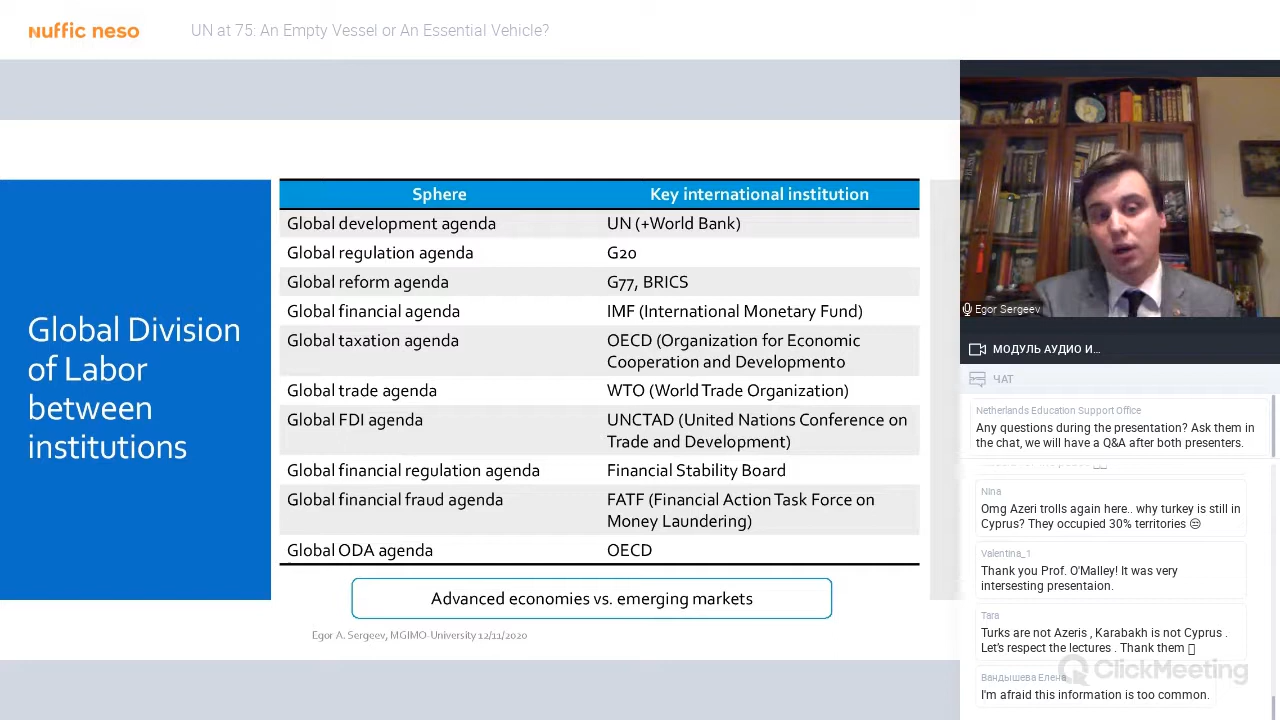 nuffic neso
UN at 75: An Empty Vessel or An Essential Vehicle?
Global Division
of Labor
between
institutions
Sphere Key international institution
Global development agenda UN (+World Bank)
Global regulation agenda G20
Global reform agenda G77, BRICS
Global financial agenda IMF (International Monetary Fund)
Global taxation agenda OECD (Organization for Economic
Cooperation and Developmento
Global trade agenda WTO (World Trade Organization)
Global FDI agenda UNCTAD (United Nations Conference on
Trade and Development)
Global financial regulation agenda Financial Stability Board
Global financial fraud agenda FATF (Financial Action Task Force on
Money Laundering)
Global ODA agenda OECD
Advanced economies vs. emerging markets
Egor A. Sergeev, MGIMO-University 12/11/2020
Egor Sergeev
МОДУЛЬ АУДИО И...
ЧАТ
Netherlands Education Support Office
Any questions during the presentation? Ask them in
the chat, we will have a Q&A after both presenters.
Nina
Omg Azeri trolls again here.. why turkey is still in
Cyprus? They occupied 30% territories 😒
Valentina_1
Thank you Prof. O'Malley! It was very
intersesting presentaion.
Tara
Turks are not Azeris , Karabakh is not Cyprus .
Let's respect the lectures . Thank them
Вандышева Елена
I'm afraid this information is too common.
ClickMeeting